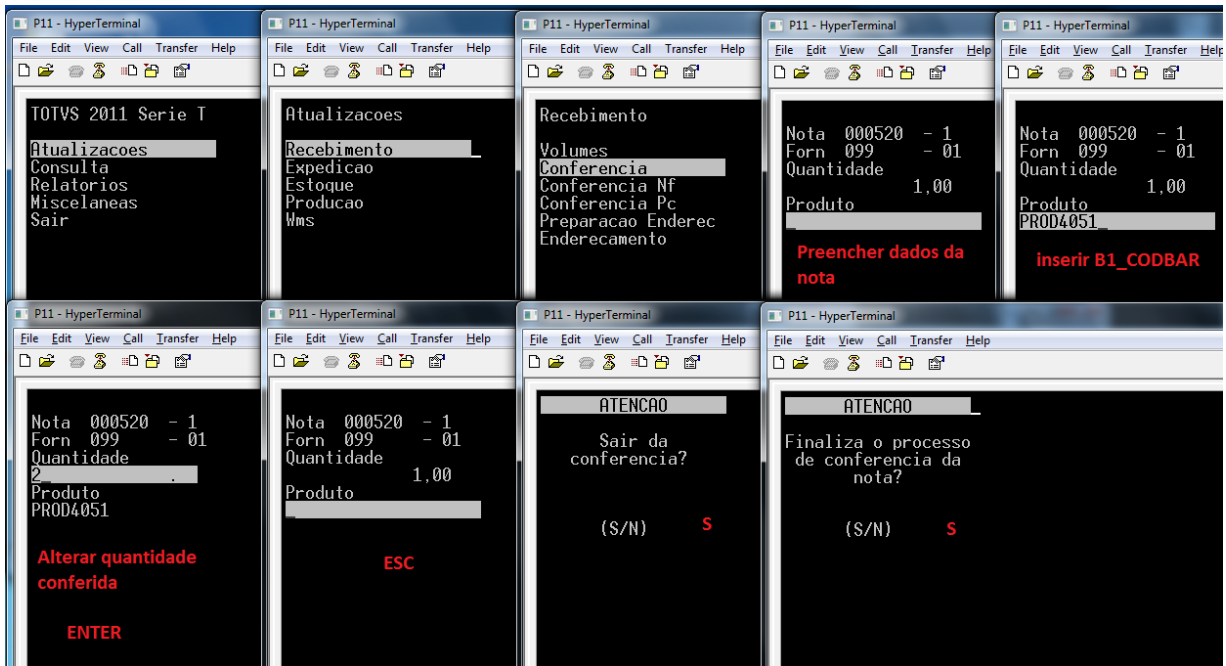 P11 - HyperTerminal
File Edit View Call Transfer Help
TOTVS 2011 Serie T
Atualizacoes
Consulta
Relatorios
Miscelaneas
Sair
P11 - HyperTerminal
File Edit View Call Transfer Help
Atualizacoes
Recebimento
Expedicao
Estoque
Producao
Wms
P11 - HyperTerminal
File Edit View Call Transfer Help
Recebimento
Volumes
Conferencia
Conferencia Nf
Conferencia Pc
Preparacao Enderec
Enderecamento
P11 - HyperTerminal
File Edit View Call Transfer Help
Nota 000520 - 1
Forn 099 - 01
Quantidade
1,00
Produto
Preencher dados da
nota
P11 - HyperTerminal
File Edit View Call Transfer Help
Nota 000520 - 1
Forn 099 - 01
Quantidade
1,00
Produto
PROD4051_
inserir B1_CODBAR
P11 - HyperTerminal
File Edit View Call Transfer Help
Nota 000520 - 1
Forn 099 - 01
Quantidade
2_ .
Produto
PROD4051
Alterar quantidade
conferida
ENTER
P11 - HyperTerminal
File Edit View Call Transfer Help
Nota 000520 - 1
Forn 099 - 01
Quantidade
1,00
Produto
ESC
P11 - HyperTerminal
File Edit View Call Transfer Help
ATENCAO
Sair da
conferencia?
(S/N) S
P11 - HyperTerminal
File Edit View Call Transfer Help
ATENCAO
Finaliza o processo
de conferencia da
nota?
(S/N) S